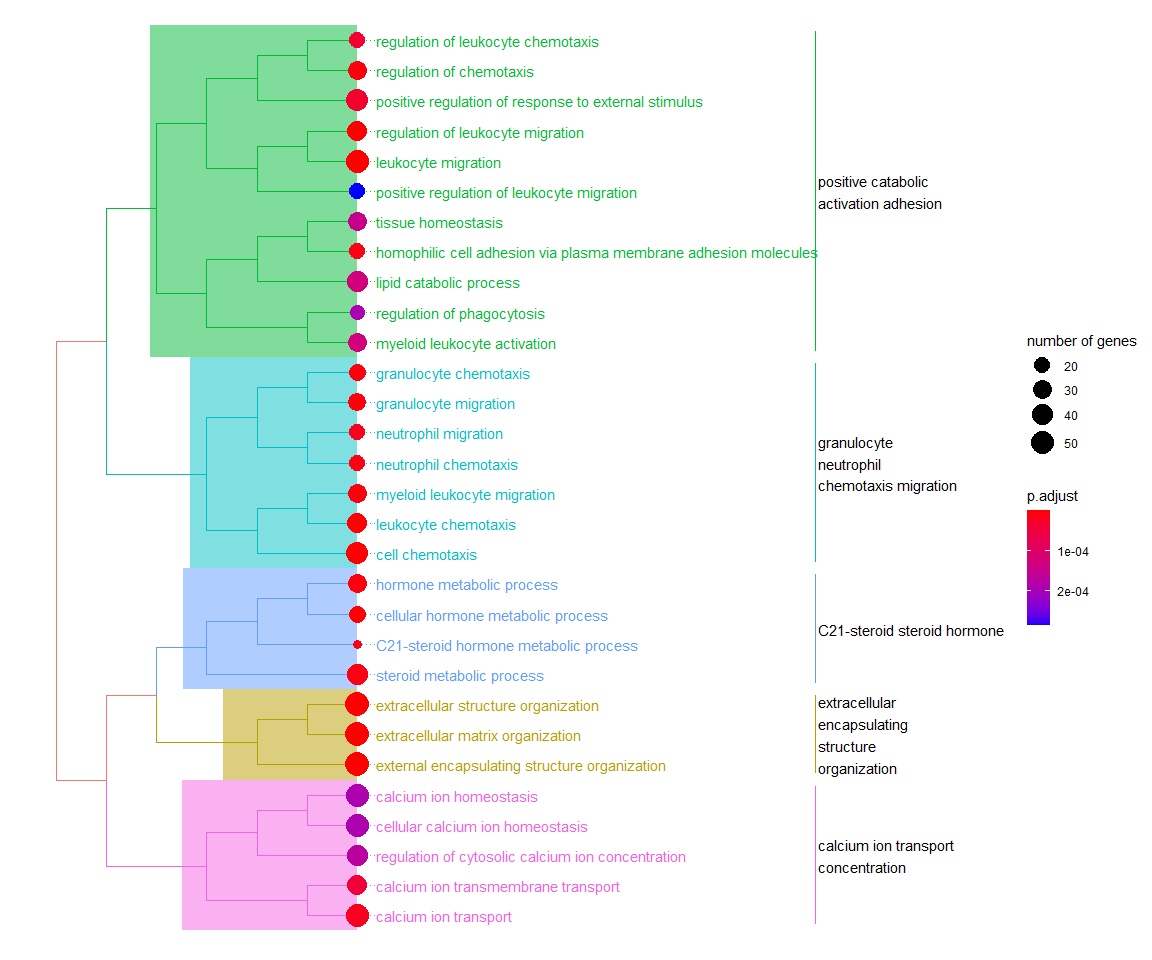 regulation of leukocyte chemotaxis
regulation of chemotaxis
positive regulation of response to external stimulus
regulation of leukocyte migration
leukocyte migration
positive regulation of leukocyte migration
tissue homeostasis
homophilic cell adhesion via plasma membrane adhesion molecules
lipid catabolic process
regulation of phagocytosis
myeloid leukocyte activation
granulocyte chemotaxis
granulocyte migration
neutrophil migration
neutrophil chemotaxis
myeloid leukocyte migration
leukocyte chemotaxis
cell chemotaxis
hormone metabolic process
cellular hormone metabolic process
C21-steroid hormone metabolic process
steroid metabolic process
extracellular structure organization
extracellular matrix organization
external encapsulating structure organization
calcium ion homeostasis
cellular calcium ion homeostasis
regulation of cytosolic calcium ion concentration
calcium ion transmembrane transport
calcium ion transport
positive catabolic
activation adhesion
granulocyte
neutrophil
chemotaxis migration
C21-steroid steroid hormone
extracellular
encapsulating
structure
organization
calcium ion transport
concentration
number of genes
20
30
40
50
p.adjust
1e-04
2e-04